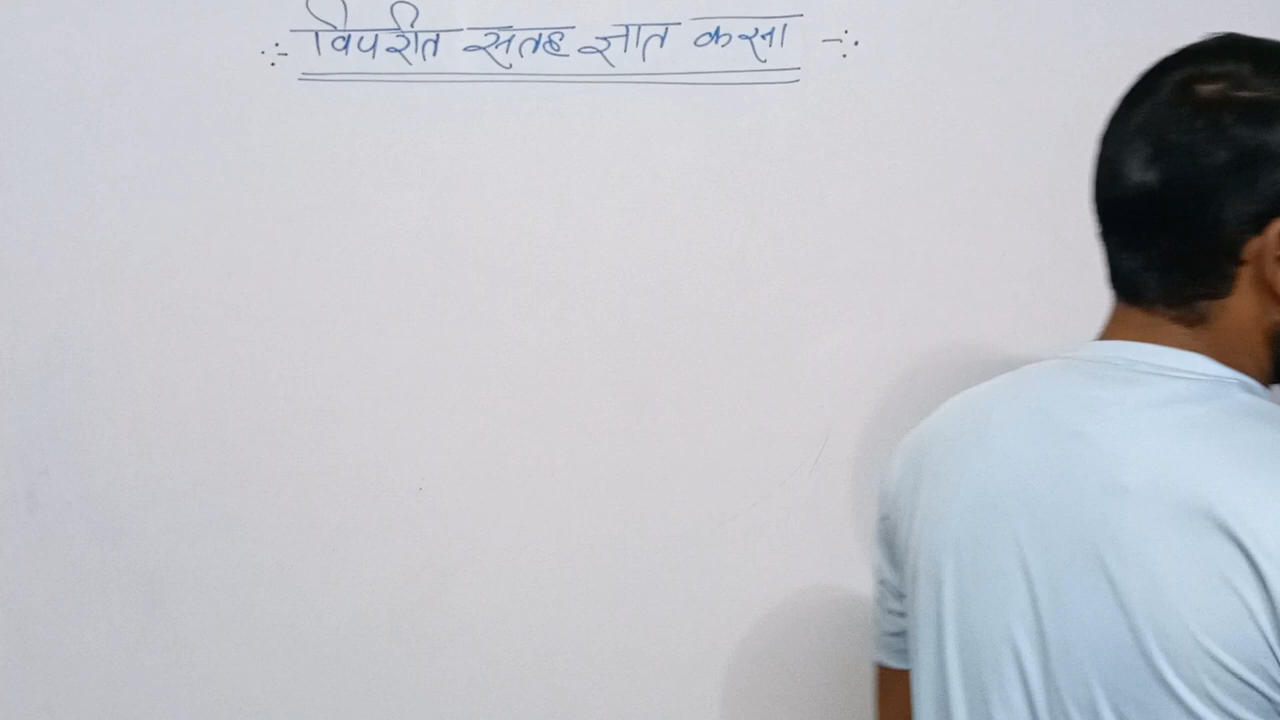 :- विपरीत सतह ज्ञात करना -: